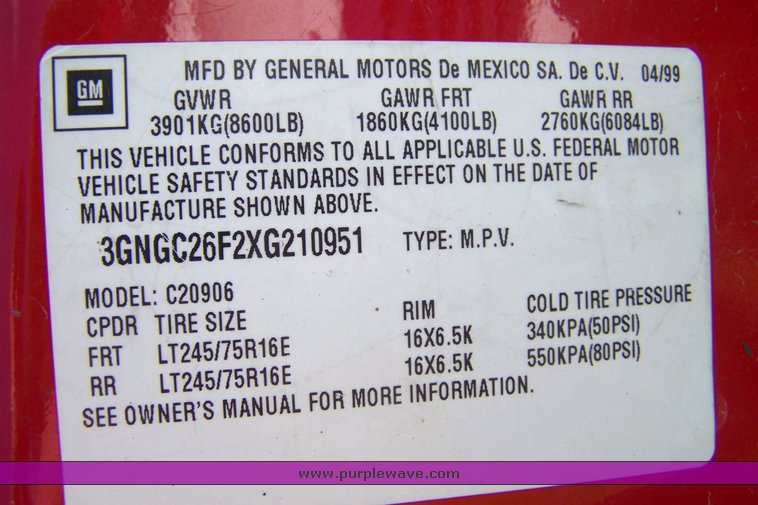 GM
MFD BY GENERAL MOTORS De MEXICO SA. De C.V. 04/99
GVWR GAWR FRT GAWR RR
3901KG(8600LB) 1860KG(4100LB) 2760KG(6084LB)
THIS VEHICLE CONFORMS TO ALL APPLICABLE U.S. FEDERAL MOTOR
VEHICLE SAFETY STANDARDS IN EFFECT ON THE DATE OF
MANUFACTURE SHOWN ABOVE.
3GNGC26F2XG210951 TYPE: M.P.V.
MODEL: C20906
CPDR TIRE SIZE RIM COLD TIRE PRESSURE
FRT LT245/75R16E 16X6.5K 340KPA(50PSI)
RR LT245/75R16E 16X6.5K 550KPA(80PSI)
SEE OWNER'S MANUAL FOR MORE INFORMATION.
www.purplewave.com